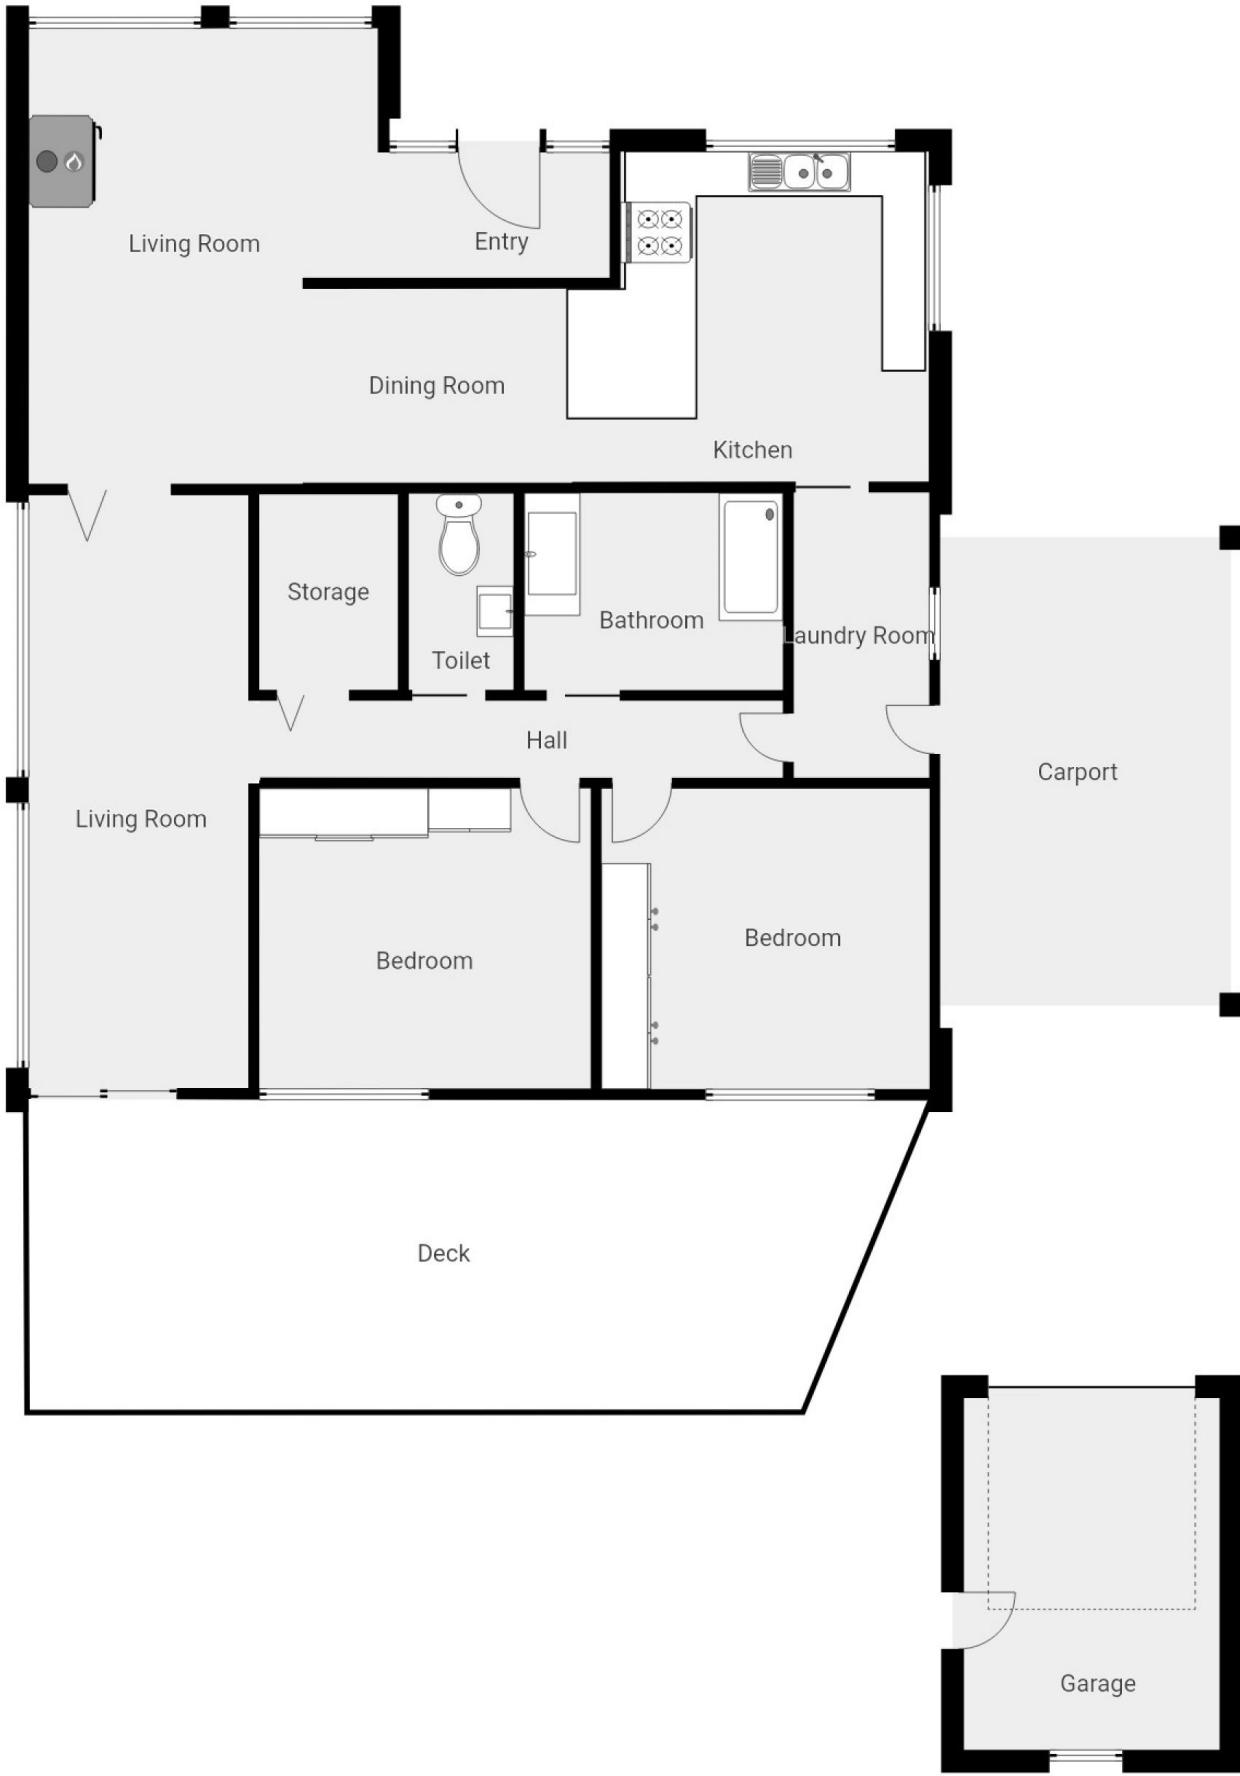 Living Room
Entry
Dining Room
Kitchen
Storage
Toilet
Bathroom
Laundry Room
Hall
Living Room
Carport
Bedroom
Bedroom
Deck
Garage